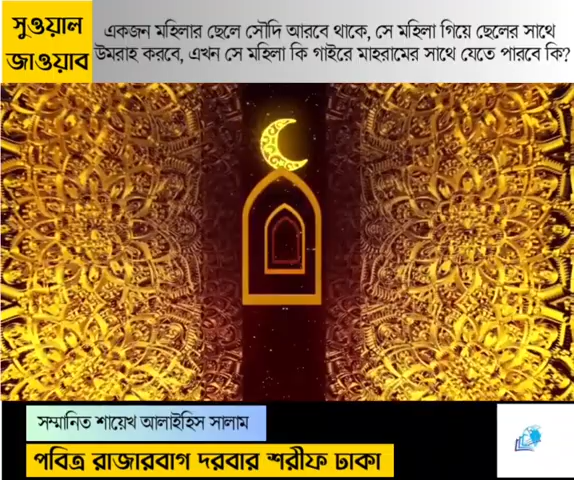 সুওয়াল
জাওয়াব
একজন মহিলার ছেলে সৌদি আরবে থাকে, সে মহিলা গিয়ে ছেলের সাথে
উমরাহ করবে, এখন সে মহিলা কি গাইরে মাহরামের সাথে যেতে পারবে কি?
সম্মানিত শায়েখ আলাইহিস সালাম
পবিত্র রাজারবাগ দরবার শরীফ ঢাকা